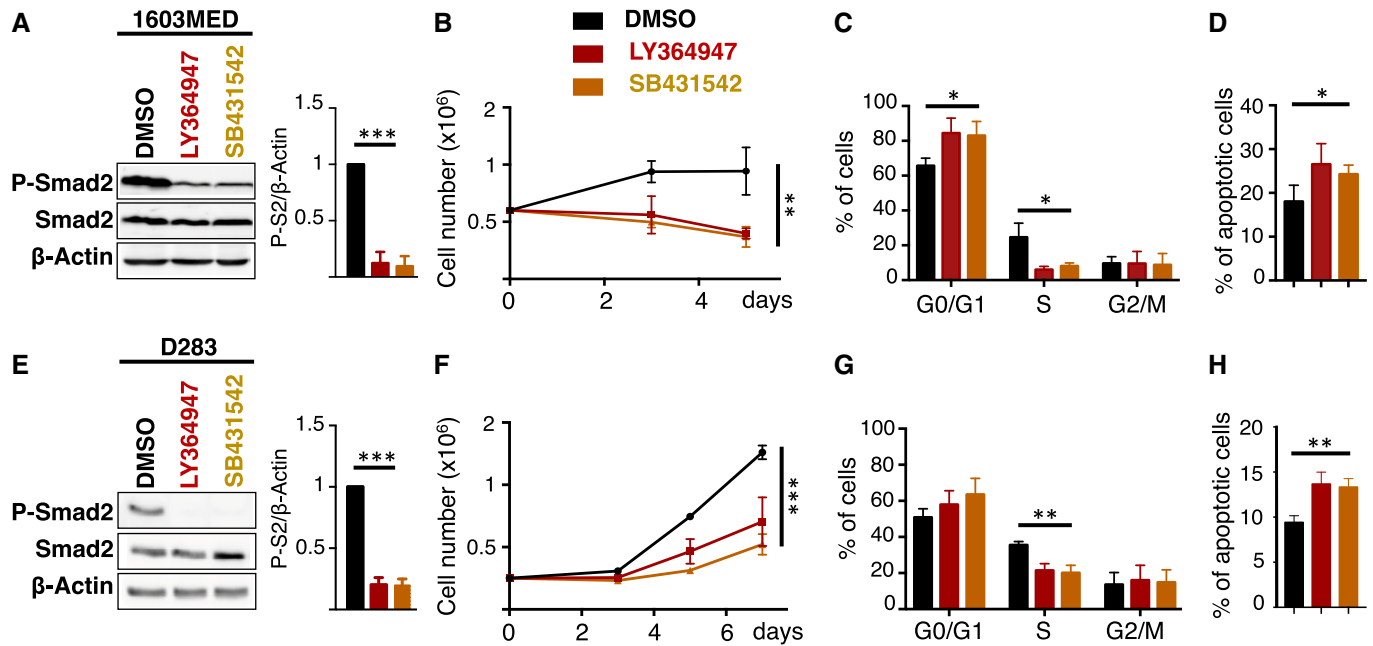 A
1603MED
DMSO
LY364947
SB431542
P-Smad2
Smad2
β-Actin
P-S2/β-Actin
1.5
1
0.5
***
B
DMSO
LY364947
SB431542
Cell number (x10⁶)
2
1
0.5
0 2 4 days
**
C
% of cells
100
80
60
40
20
0
*
*
G0/G1 S G2/M
D
% of apoptotic cells
40
30
20
10
0
*
E
D283
DMSO
LY364947
SB431542
P-Smad2
Smad2
β-Actin
P-S2/β-Actin
1.5
1
0.5
***
F
Cell number (x10⁶)
2
1
0.5
0 2 4 6 days
***
G
% of cells
100
80
60
40
20
0
**
G0/G1 S G2/M
H
% of apoptotic cells
20
15
10
5
0
**